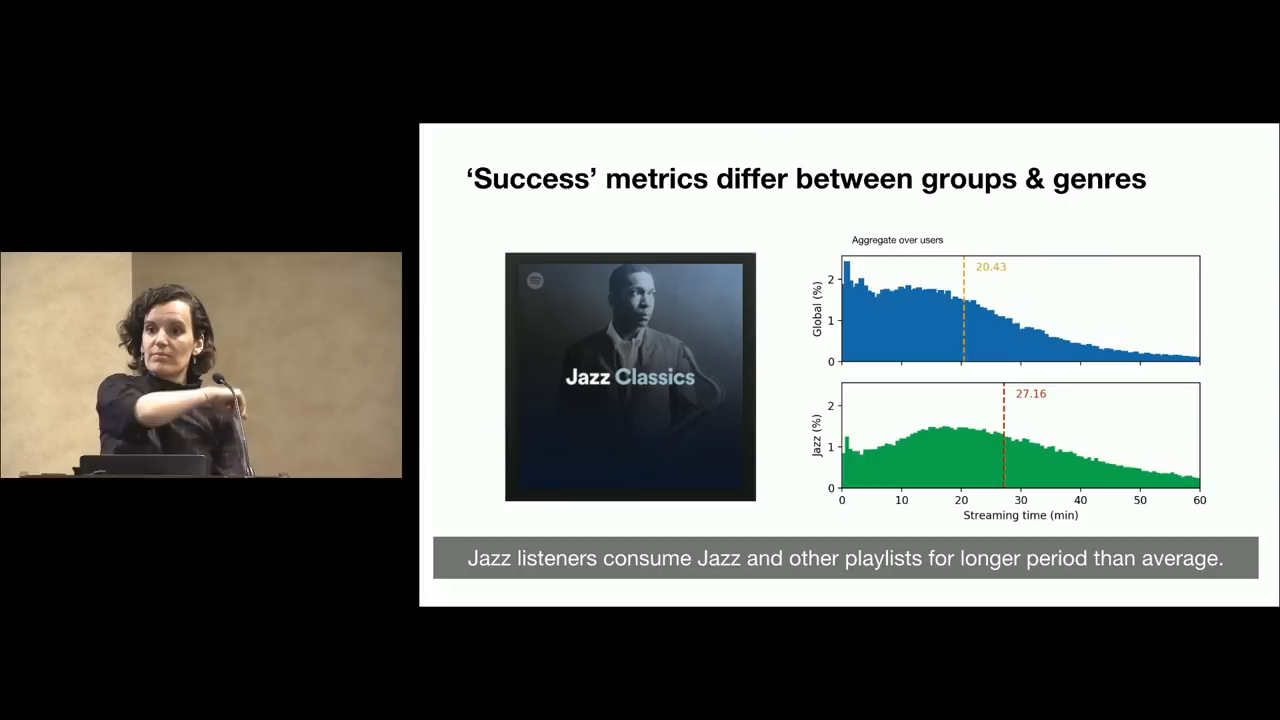 ‘Success’ metrics differ between groups & genres
Jazz Classics
Aggregate over users
20.43
Global (%)
2
1
0
27.16
Jazz (%)
2
1
0
0 10 20 30 40 50 60
Streaming time (min)
Jazz listeners consume Jazz and other playlists for longer period than average.